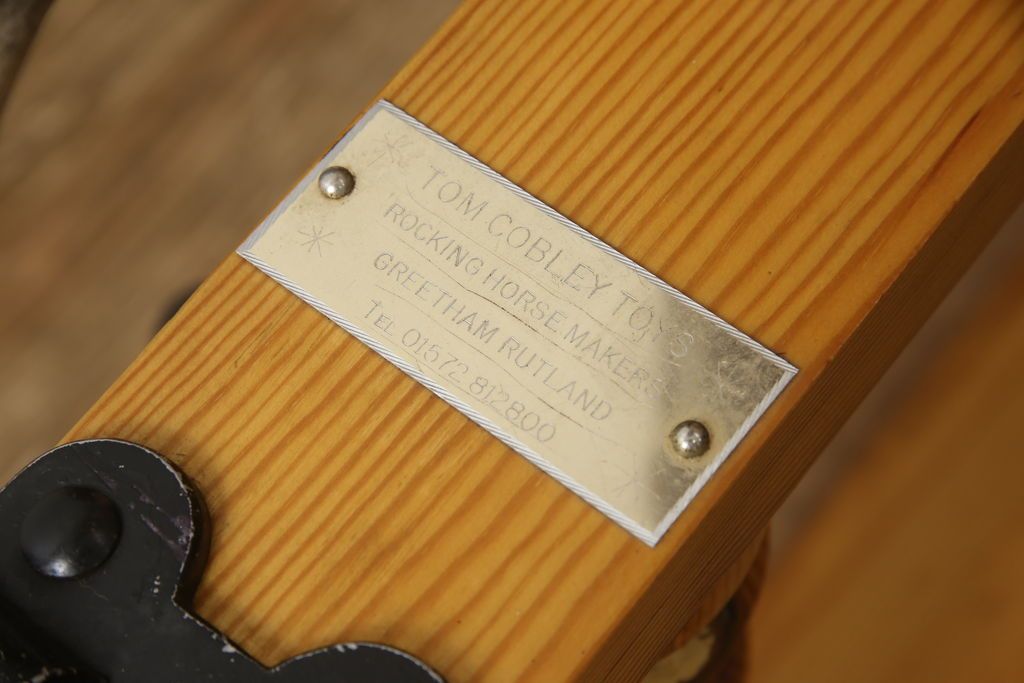 TOM COBLEY TOYS
ROCKING HORSE MAKERS
GREETHAM RUTLAND
TEL 01572 812800